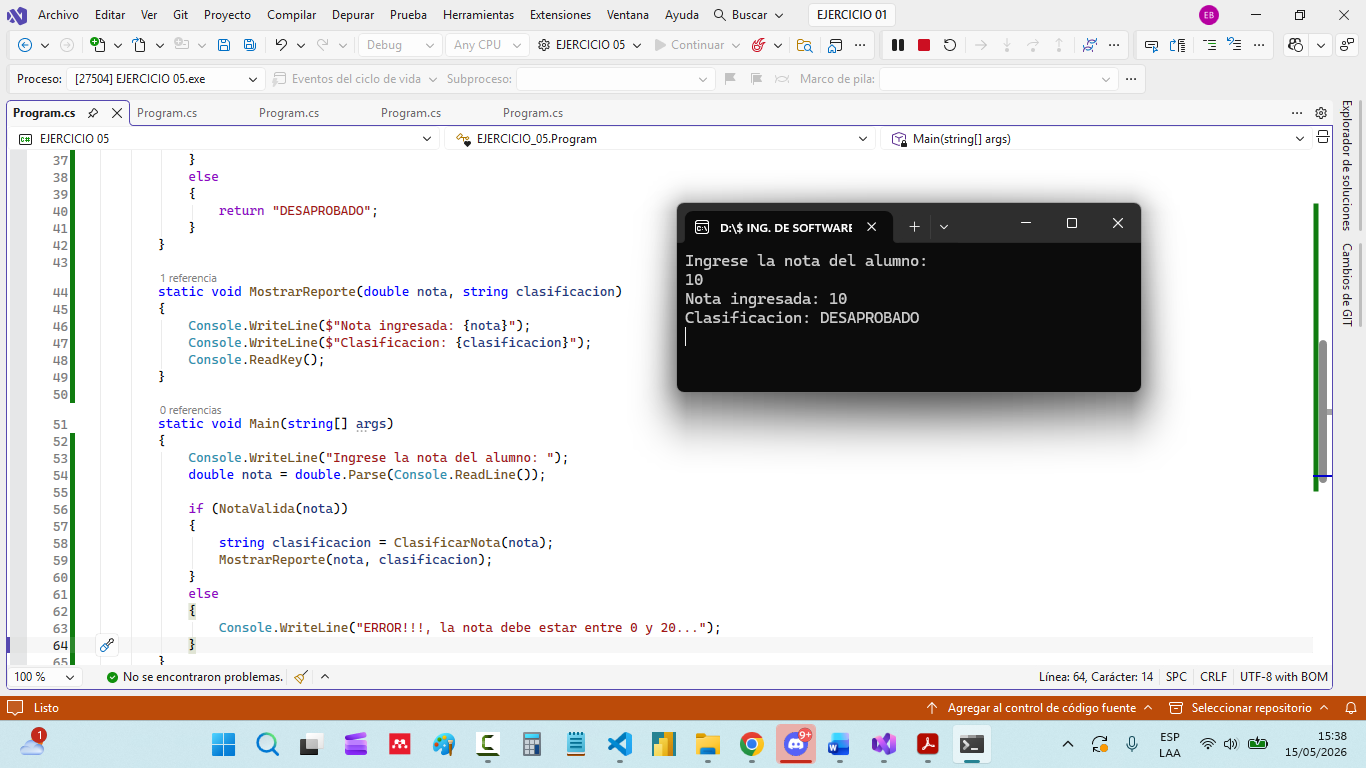 Archivo Editar Ver Git Proyecto Compilar Depurar Prueba Herramientas Extensiones Ventana Ayuda Buscar EJERCICIO 01 EB
Debug Any CPU EJERCICIO 05 Continuar
Proceso: [27504] EJERCICIO 05.exe Eventos del ciclo de vida Subproceso: Marco de pila:
Program.cs Program.cs Program.cs Program.cs Program.cs
EJERCICIO 05 EJERCICIO_05.Program Main(string[] args)
37 }
38 else
39 {
40 return "DESAPROBADO";
41 }
42 }
43
1 referencia
44 static void MostrarReporte(double nota, string clasificacion)
45 {
46 Console.WriteLine($"Nota ingresada: {nota}");
47 Console.WriteLine($"Clasificacion: {clasificacion}");
48 Console.ReadKey();
49 }
50
0 referencias
51 static void Main(string[] args)
52 {
53 Console.WriteLine("Ingrese la nota del alumno: ");
54 double nota = double.Parse(Console.ReadLine());
55
56 if (NotaValida(nota))
57 {
58 string clasificacion = ClasificarNota(nota);
59 MostrarReporte(nota, clasificacion);
60 }
61 else
62 {
63 Console.WriteLine("ERROR!!!, la nota debe estar entre 0 y 20...");
64 }
65 }
D:\$ ING. DE SOFTWARE
Ingrese la nota del alumno:
10
Nota ingresada: 10
Clasificacion: DESAPROBADO
Explorador de soluciones
Cambios de GIT
100 % No se encontraron problemas. Línea: 64, Carácter: 14 SPC CRLF UTF-8 with BOM
Listo Agregar al control de código fuente Seleccionar repositorio
1
9+
ESP
LAA
15:38
15/05/2026